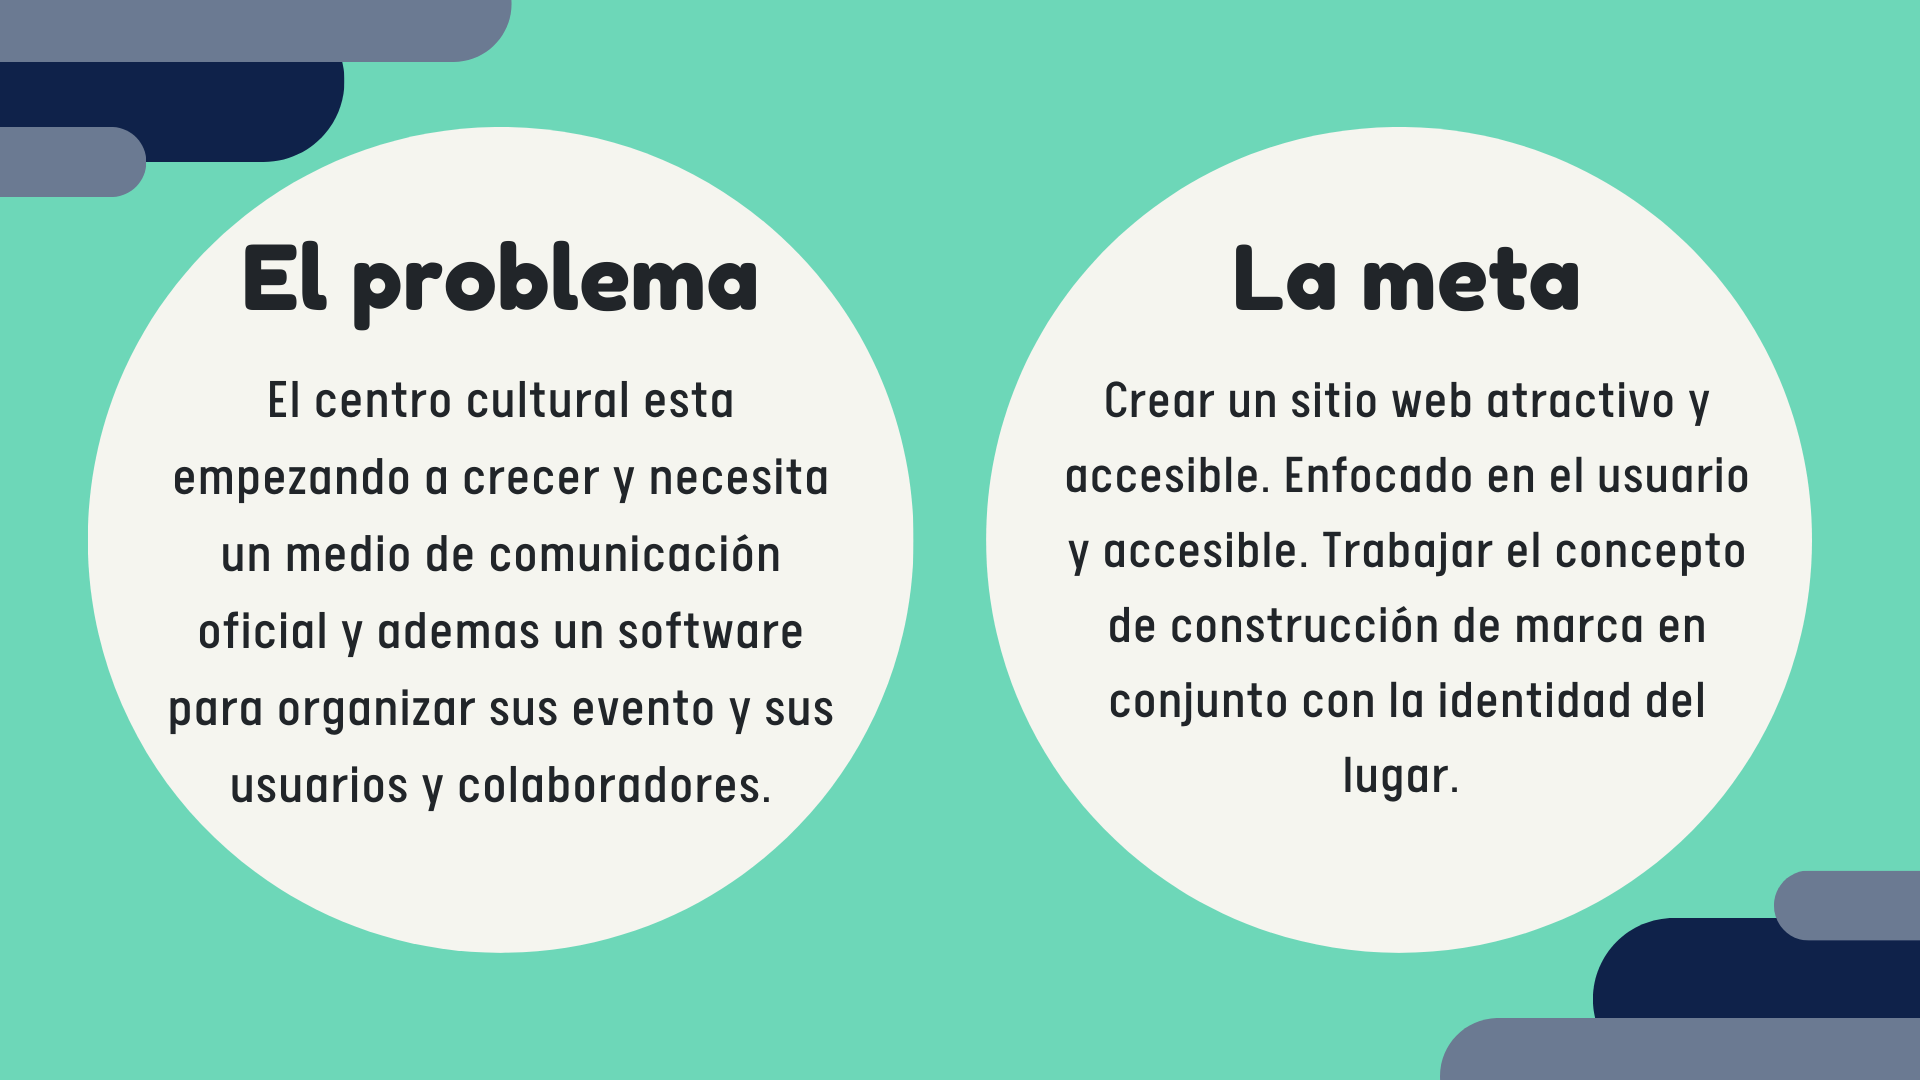 El problema
El centro cultural esta
empezando a crecer y necesita
un medio de comunicación
oficial y ademas un software
para organizar sus evento y sus
usuarios y colaboradores.
La meta
Crear un sitio web atractivo y
accesible. Enfocado en el usuario
y accesible. Trabajar el concepto
de construcción de marca en
conjunto con la identidad del
lugar.